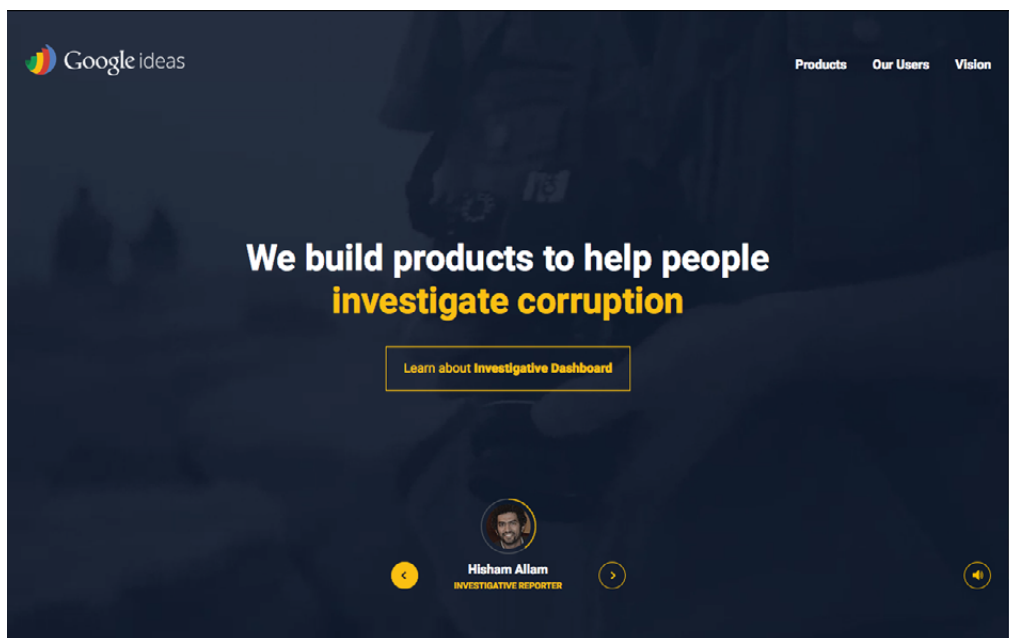 Google ideas
Products
Our Users
Vision
We build products to help people
investigate corruption
Learn about Investigative Dashboard
Hisham Allam
INVESTIGATIVE REPORTER